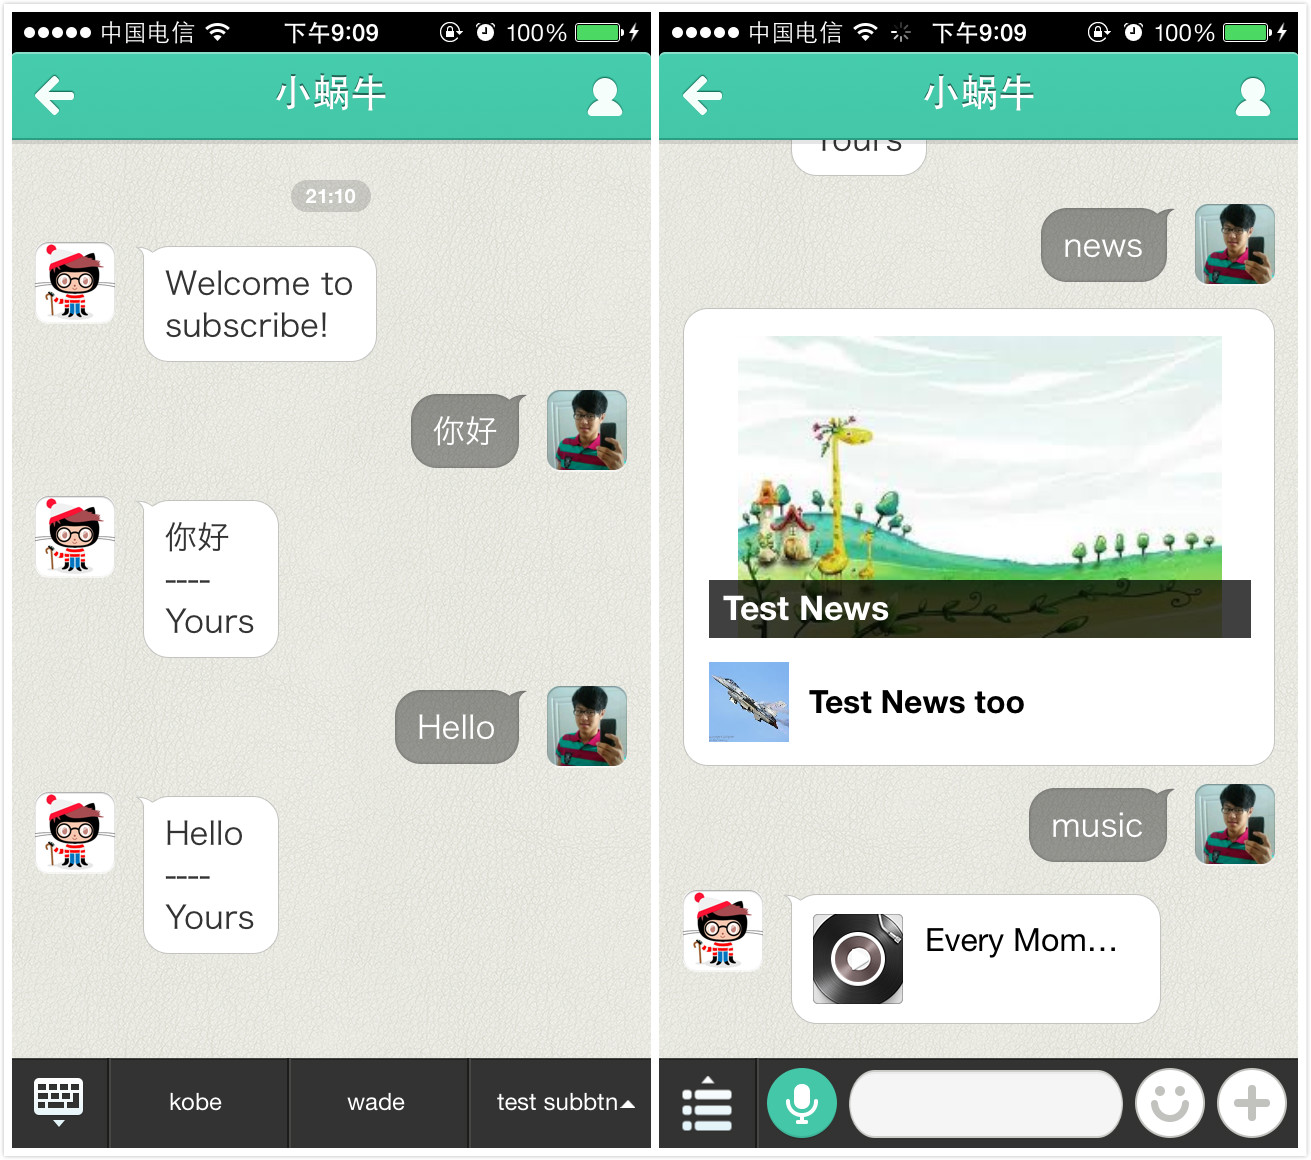 中国电信
下午9:09
100%
小蜗牛
21:10
Welcome to
subscribe!
你好
你好
----
Yours
Hello
Hello
----
Yours
kobe
wade
test subbtn
中国电信
下午9:09
100%
小蜗牛
Yours
news
Test News
Test News too
music
Every Mom...